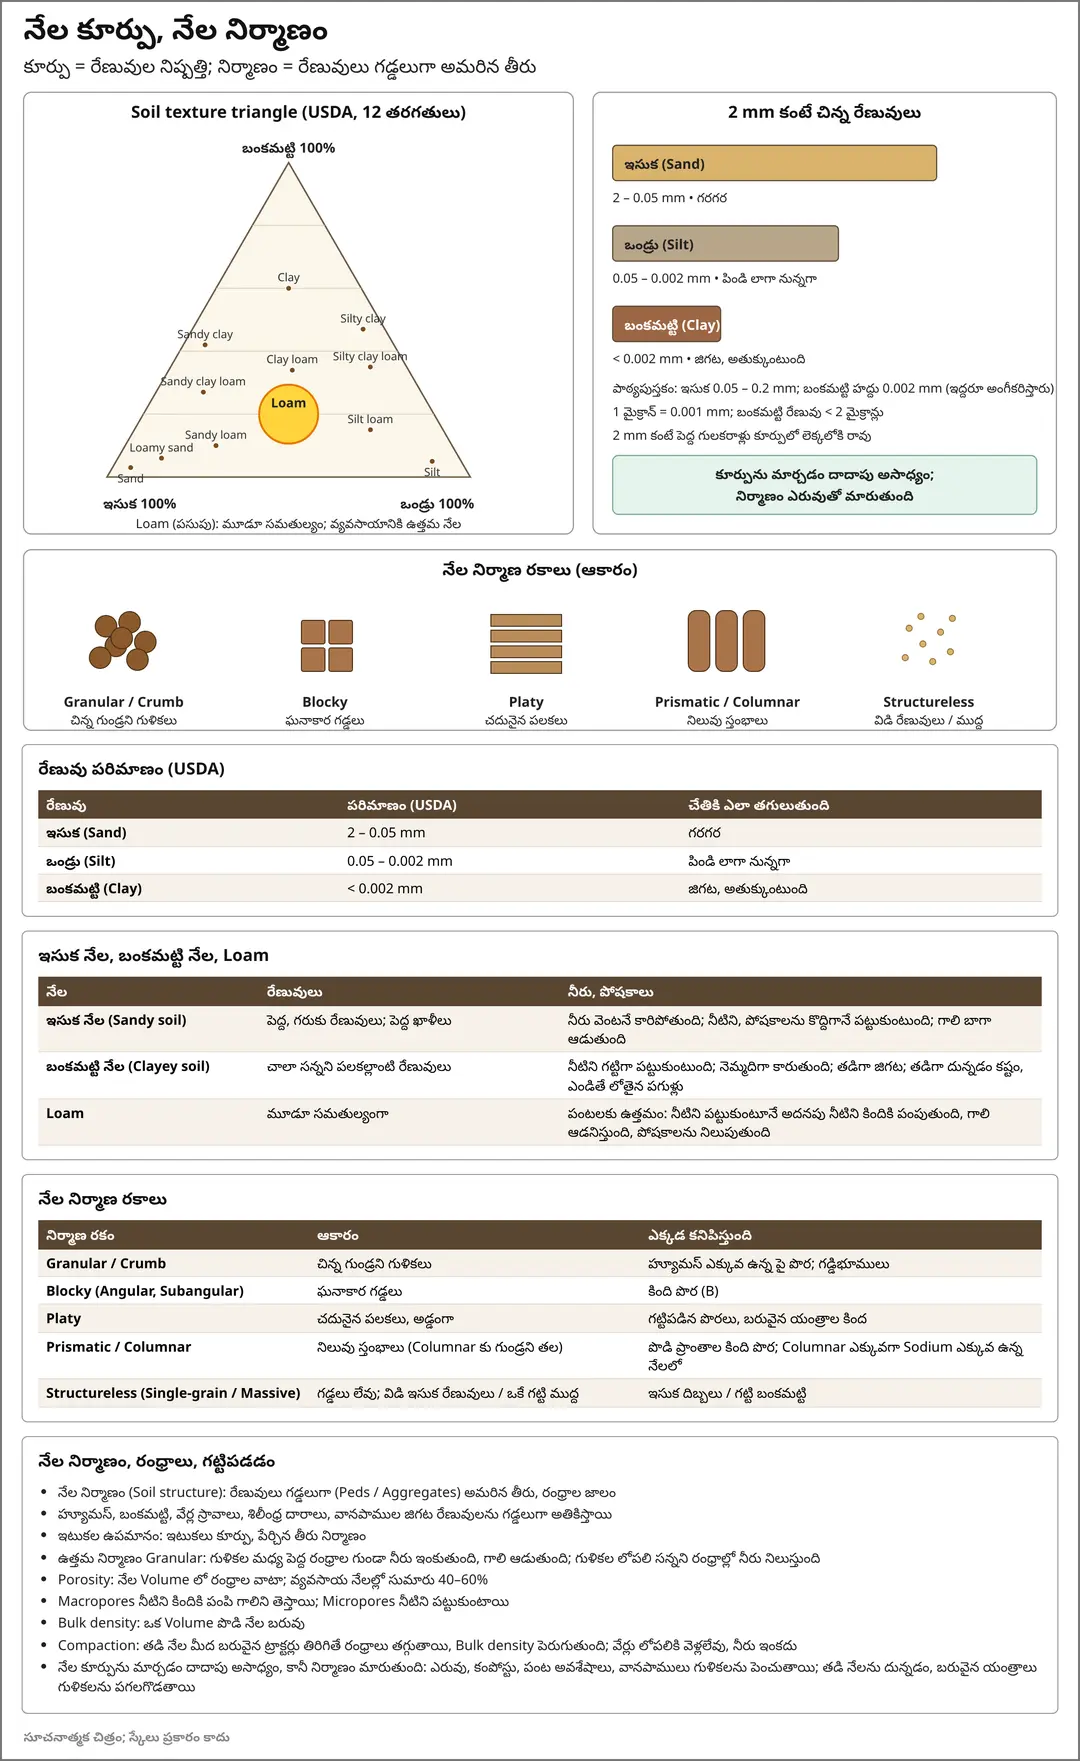 నేల కూర్పు, నేల నిర్మాణం
కూర్పు = రేణువుల నిష్పత్తి; నిర్మాణం = రేణువులు గడ్డలుగా అమరిన తీరు
Soil texture triangle (USDA, 12 తరగతులు)
బంకమట్టి 100%
Clay
Silty clay
Sandy clay
Clay loam
Silty clay loam
Sandy clay loam
Loam
Silt loam
Sandy loam
Loamy sand
Sand
Silt
ఇసుక 100%
ఒండ్రు 100%
Loam (పసుపు): మూడూ సమతుల్యం; వ్యవసాయానికి ఉత్తమ నేల
2 mm కంటే చిన్న రేణువులు
ఇసుక (Sand)
2 – 0.05 mm • గరగర
ఒండ్రు (Silt)
0.05 – 0.002 mm • పిండి లాగా నున్నగా
బంకమట్టి (Clay)
< 0.002 mm • జిగట, అతుక్కుంటుంది
పాఠ్యపుస్తకం: ఇసుక 0.05 – 0.2 mm; బంకమట్టి హద్దు 0.002 mm (ఇద్దరూ అంగీకరిస్తారు)
1 మైక్రాన్ = 0.001 mm; బంకమట్టి రేణువు < 2 మైక్రాన్లు
2 mm కంటే పెద్ద గులకరాళ్లు కూర్పులో లెక్కలోకి రావు
కూర్పును మార్చడం దాదాపు అసాధ్యం;
నిర్మాణం ఎరువుతో మారుతుంది
నేల నిర్మాణ రకాలు (ఆకారం)
Granular / Crumb
చిన్న గుండ్రని గుళికలు
Blocky
ఘనాకార గడ్డలు
Platy
చదునైన పలకలు
Prismatic / Columnar
నిలువు స్తంభాలు
Structureless
విడి రేణువులు / ముద్ద
రేణువు పరిమాణం (USDA)
రేణువు పరిమాణం (USDA) చేతికి ఎలా తగులుతుంది
ఇసుక (Sand) 2 – 0.05 mm గరగర
ఒండ్రు (Silt) 0.05 – 0.002 mm పిండి లాగా నున్నగా
బంకమట్టి (Clay) < 0.002 mm జిగట, అతుక్కుంటుంది
ఇసుక నేల, బంకమట్టి నేల, Loam
నేల రేణువులు నీరు, పోషకాలు
ఇసుక నేల (Sandy soil) పెద్ద, గరుకు రేణువులు; పెద్ద ఖాళీలు నీరు వెంటనే కారిపోతుంది; నీటిని, పోషకాలను కొద్దిగానే పట్టుకుంటుంది; గాలి బాగా
ఆడుతుంది
బంకమట్టి నేల (Clayey soil) చాలా సన్నని పలకల్లాంటి రేణువులు నీటిని గట్టిగా పట్టుకుంటుంది; నెమ్మదిగా కారుతుంది; తడిగా జిగట; తడిగా దున్నడం కష్టం,
ఎండితే లోతైన పగుళ్లు
Loam మూడూ సమతుల్యంగా పంటలకు ఉత్తమం: నీటిని పట్టుకుంటూనే అదనపు నీటిని కిందికి పంపుతుంది, గాలి
ఆడనిస్తుంది, పోషకాలను నిలుపుతుంది
నేల నిర్మాణ రకాలు
నిర్మాణ రకం ఆకారం ఎక్కడ కనిపిస్తుంది
Granular / Crumb చిన్న గుండ్రని గుళికలు హ్యూమస్ ఎక్కువ ఉన్న పై పొర; గడ్డిభూములు
Blocky (Angular, Subangular) ఘనాకార గడ్డలు కింది పొర (B)
Platy చదునైన పలకలు, అడ్డంగా గట్టిపడిన పొరలు, బరువైన యంత్రాల కింద
Prismatic / Columnar నిలువు స్తంభాలు (Columnar కు గుండ్రని తల) పొడి ప్రాంతాల కింది పొర; Columnar ఎక్కువగా Sodium ఎక్కువ ఉన్న
నేలలో
Structureless (Single-grain / Massive) గడ్డలు లేవు; విడి ఇసుక రేణువులు / ఒకే గట్టి ముద్ద ఇసుక దిబ్బలు / గట్టి బంకమట్టి
నేల నిర్మాణం, రంధ్రాలు, గట్టిపడడం
• నేల నిర్మాణం (Soil structure): రేణువులు గడ్డలుగా (Peds / Aggregates) అమరిన తీరు, రంధ్రాల జాలం
• హ్యూమస్, బంకమట్టి, వేర్ల స్రావాలు, శిలీంధ్ర దారాలు, వానపాముల జిగట రేణువులను గడ్డలుగా అతికిస్తాయి
• ఇటుకల ఉపమానం: ఇటుకలు కూర్పు, పేర్చిన తీరు నిర్మాణం
• ఉత్తమ నిర్మాణం Granular: గుళికల మధ్య పెద్ద రంధ్రాల గుండా నీరు ఇంకుతుంది, గాలి ఆడుతుంది; గుళికల లోపలి సన్నని రంధ్రాల్లో నీరు నిలుస్తుంది
• Porosity: నేల Volume లో రంధ్రాల వాటా; వ్యవసాయ నేలల్లో సుమారు 40–60%
• Macropores నీటిని కిందికి పంపి గాలిని తెస్తాయి; Micropores నీటిని పట్టుకుంటాయి
• Bulk density: ఒక Volume పొడి నేల బరువు
• Compaction: తడి నేల మీద బరువైన ట్రాక్టర్లు తిరిగితే రంధ్రాలు తగ్గుతాయి, Bulk density పెరుగుతుంది; వేర్లు లోపలికి వెళ్లలేవు, నీరు ఇంకదు
• నేల కూర్పును మార్చడం దాదాపు అసాధ్యం, కానీ నిర్మాణం మారుతుంది: ఎరువు, కంపోస్టు, పంట అవశేషాలు, వానపాములు గుళికలను పెంచుతాయి; తడి నేలను దున్నడం, బరువైన యంత్రాలు
గుళికలను పగలగొడతాయి
సూచనాత్మక చిత్రం; స్కేలు ప్రకారం కాదు